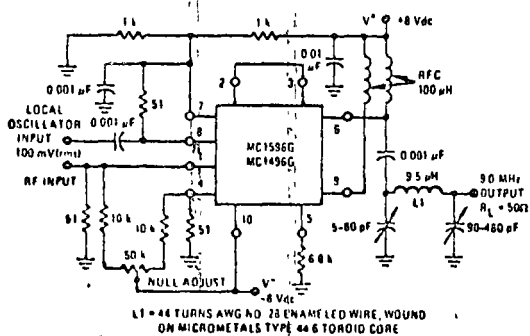 1 k
1 k
V+
+8 Vdc
0.01
µF
0.001 µF
51
2
3
RFC
100 µH
LOCAL
OSCILLATOR
INPUT
100 mV(rms)
0.001 µF
7
8
MC1596G
MC1496G
6
RF INPUT
4
9
0.001 µF
9.5 µH
L1
9.0 MHz
OUTPUT
RL = 50Ω
51
10 k
10 k
51
10
5
5-80 pF
90-480 pF
50 k
6.8 k
NULL ADJUST
V-
-8 Vdc
L1 = 44 TURNS AWG NO. 28 ENAMELED WIRE, WOUND
ON MICROMETALS TYPE 44 6 TOROID CORE